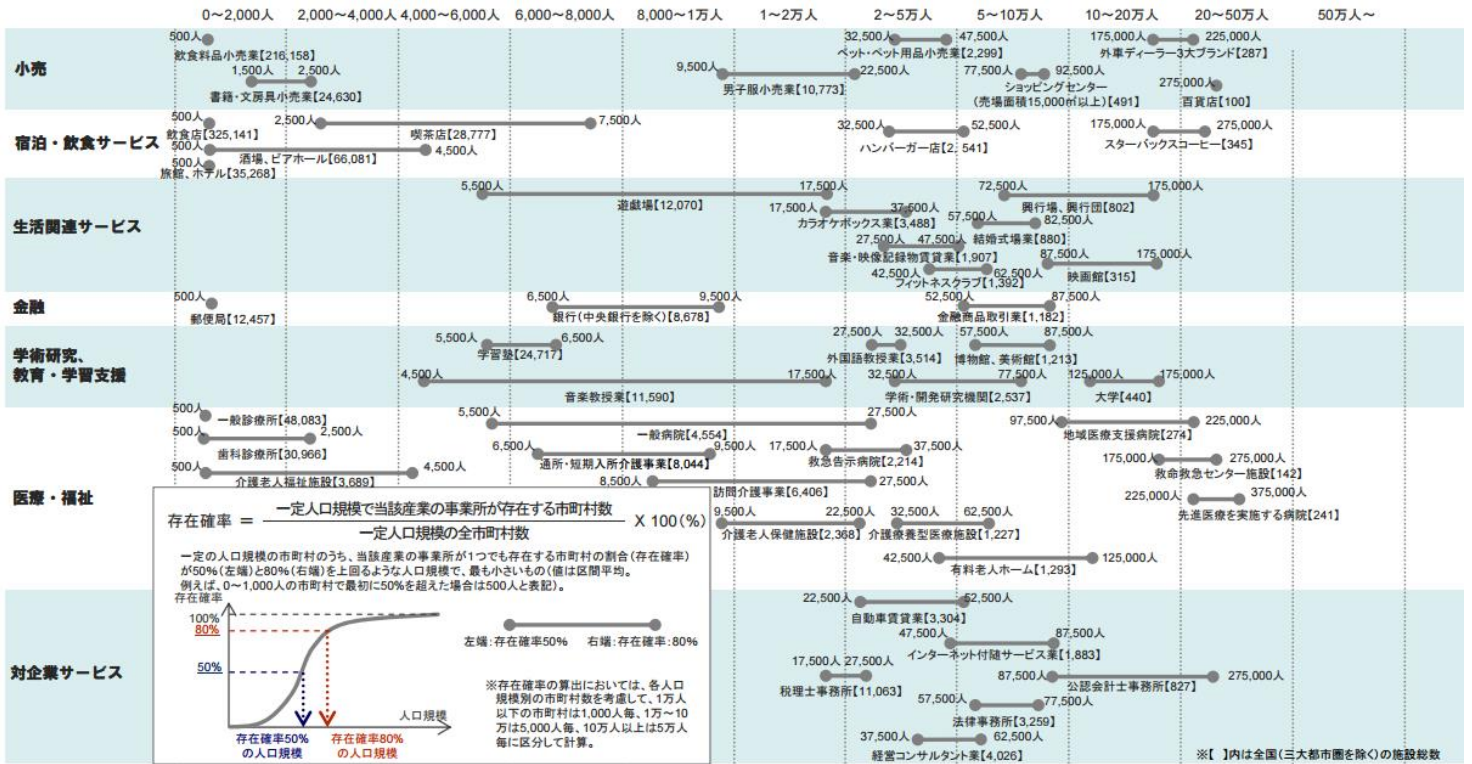 0～2,000人 2,000～4,000人 4,000～6,000人 6,000～8,000人 8,000～1万人 1～2万人 2～5万人 5～10万人 10～20万人 20～50万人 50万人～
小売
500人
飲食料品小売業【216,158】
1,500人 2,500人
書籍・文房具小売業【24,630】
9,500人 22,500人
男子服小売業【10,773】
32,500人 47,500人
ペット・ペット用品小売業【2,299】
77,500人 92,500人
ショッピングセンター
（売場面積15,000㎡以上）【491】
175,000人 225,000人
外車ディーラー3大ブランド【287】
275,000人
百貨店【100】
宿泊・飲食サービス
500人
飲食店【325,141】
2,500人 7,500人
喫茶店【28,777】
500人 4,500人
酒場、ビアホール【66,081】
500人
旅館、ホテル【35,268】
32,500人 52,500人
ハンバーガー店【2,541】
175,000人 275,000人
スターバックスコーヒー【345】
生活関連サービス
5,500人 17,500人
遊戯場【12,070】
17,500人 37,500人
カラオケボックス業【3,488】
27,500人 47,500人
音楽・映像記録物賃貸業【1,907】
42,500人 62,500人
フィットネスクラブ【1,392】
72,500人 175,000人
興行場、興行団【802】
57,500人 82,500人
結婚式場業【880】
87,500人 175,000人
映画館【315】
金融
500人
郵便局【12,457】
6,500人 9,500人
銀行（中央銀行を除く）【8,678】
52,500人 87,500人
金融商品取引業【1,182】
学術研究、
教育・学習支援
5,500人 6,500人
学習塾【24,717】
4,500人 17,500人
音楽教授業【11,590】
27,500人 32,500人
外国語教授業【3,514】
57,500人 87,500人
博物館、美術館【1,213】
32,500人 77,500人
学術・開発研究機関【2,537】
125,000人 175,000人
大学【440】
医療・福祉
500人
一般診療所【48,083】
500人 2,500人
歯科診療所【30,966】
500人 4,500人
介護老人福祉施設【3,689】
5,500人 27,500人
一般病院【4,554】
6,500人 9,500人
通所・短期入所介護事業【8,044】
8,500人 27,500人
訪問介護事業【6,406】
17,500人 37,500人
救急告示病院【2,214】
9,500人 22,500人
介護老人保健施設【2,368】
32,500人 62,500人
介護療養型医療施設【1,227】
42,500人 125,000人
有料老人ホーム【1,293】
97,500人 225,000人
地域医療支援病院【274】
175,000人 275,000人
救命救急センター施設【142】
225,000人 375,000人
先進医療を実施する病院【241】
対企業サービス
22,500人 52,500人
自動車賃貸業【3,304】
47,500人 87,500人
インターネット付随サービス業【1,883】
17,500人 27,500人
税理士事務所【11,063】
87,500人 275,000人
公認会計士事務所【827】
57,500人 77,500人
法律事務所【3,259】
37,500人 62,500人
経営コンサルタント業【4,026】
存在確率 ＝ 一定人口規模で当該産業の事業所が存在する市町村数 X 100（%）
一定人口規模の全市町村数
一定の人口規模の市町村のうち、当該産業の事業所が1つでも存在する市町村の割合（存在確率）
が50%（左端）と80%（右端）を上回るような人口規模で、最も小さいもの（値は区間平均。
例えば、0～1,000人の市町村で最初に50%を超えた場合は500人と表記）。
存在確率
100%
80%
50%
人口規模
存在確率50%
の人口規模
存在確率80%
の人口規模
左端：存在確率50% 右端：存在確率：80%
※存在確率の算出においては、各人口
規模別の市町村数を考慮して、1万人
以下の市町村は1,000人毎、1万～10
万は5,000人毎、10万人以上は5万人
毎に区分して計算。
※【 】内は全国（三大都市圏を除く）の施設総数